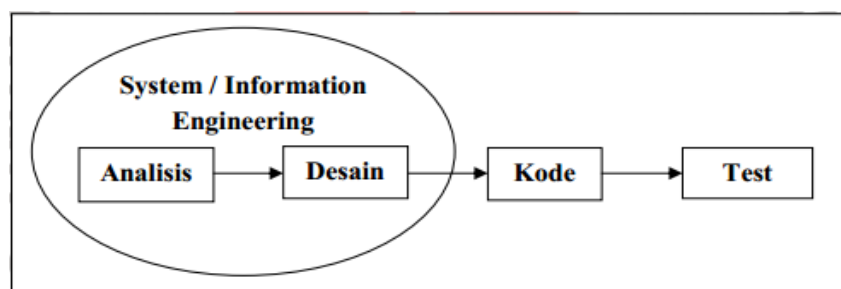 System / Information
Engineering
Analisis
Desain
Kode
Test